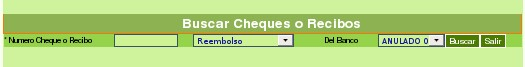 Buscar Cheques o Recibos
* Numero Cheque o Recibo Reembolso Del Banco ANULADO 0 Buscar Salir